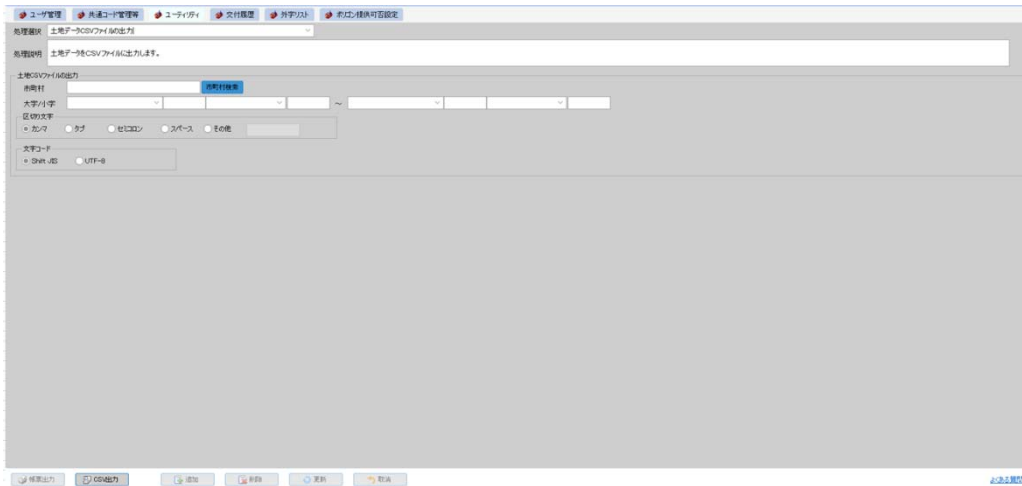 ユーザ管理 共通コード管理等 ユーティリティ 交付履歴 外字リスト ポリゴン提供可否設定
処理選択 土地データCSVファイルの出力
処理説明 土地データをCSVファイルに出力します。
土地CSVファイルの出力
市町村 市町村検索
大字/小字 ～
区切り文字
カンマ タブ セミコロン スペース その他
文字コード
Shift JIS UTF-8
帳票出力 CSV出力 追加 削除 更新 取消 よくある質問